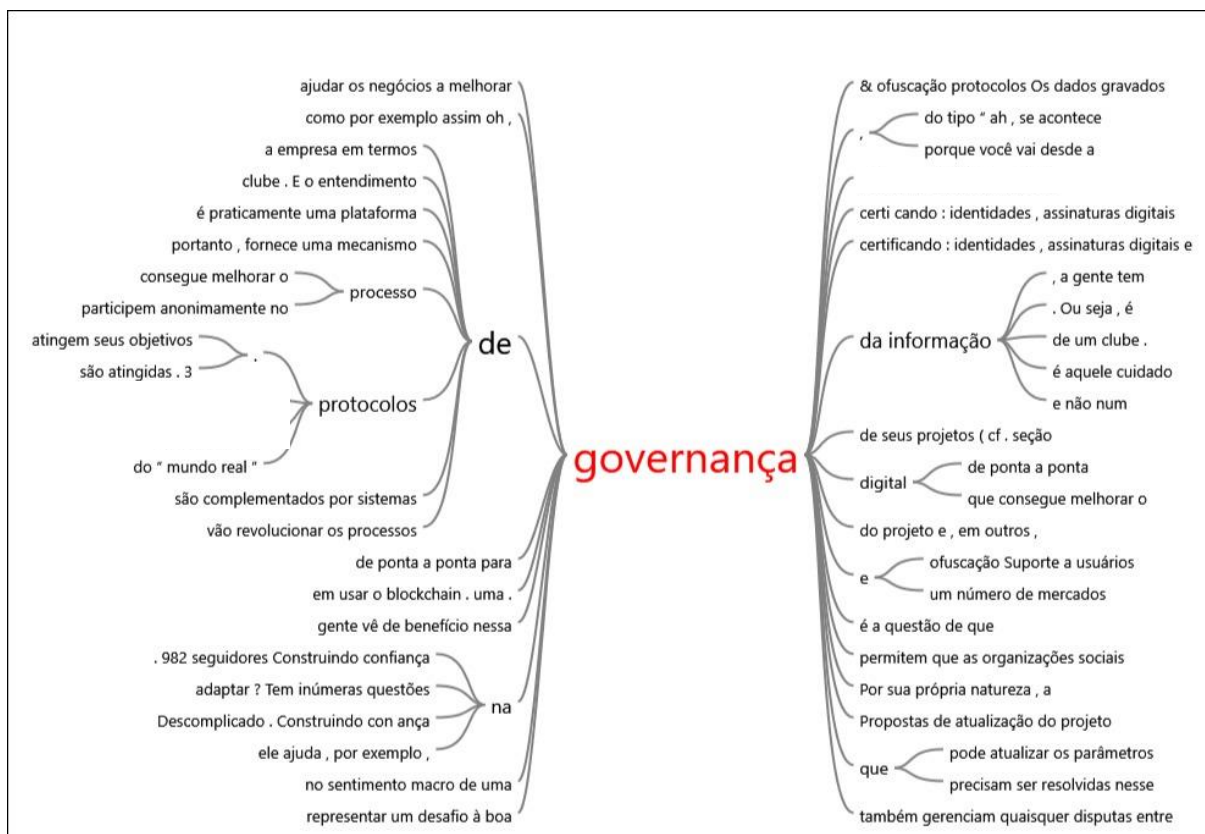 ajudar os negócios a melhorar
como por exemplo assim oh ,
a empresa em termos
clube . E o entendimento
é praticamente uma plataforma
portanto , fornece uma mecanismo
consegue melhorar o
participem anonimamente no
processo
atingem seus objetivos
são atingidas . 3
.
protocolos
do " mundo real "
são complementados por sistemas
vão revolucionar os processos
de
de ponta a ponta para
em usar o blockchain . uma .
gente vê de benefício nessa
. 982 seguidores Construindo confiança
adaptar ? Tem inúmeras questões
Descomplicado . Construindo con ança
ele ajuda , por exemplo ,
na
no sentimento macro de uma
representar um desafio à boa
governança
& ofuscação protocolos Os dados gravados
,
do tipo " ah , se acontece
porque você vai desde a
certi cando : identidades , assinaturas digitais
certificando : identidades , assinaturas digitais e
da informação
, a gente tem
. Ou seja , é
de um clube .
é aquele cuidado
e não num
de seus projetos ( cf . seção
digital
de ponta a ponta
que consegue melhorar o
do projeto e , em outros ,
e
ofuscação Suporte a usuários
um número de mercados
é a questão de que
permitem que as organizações sociais
Por sua própria natureza , a
Propostas de atualização do projeto
que
pode atualizar os parâmetros
precisam ser resolvidas nesse
também gerenciam quaisquer disputas entre